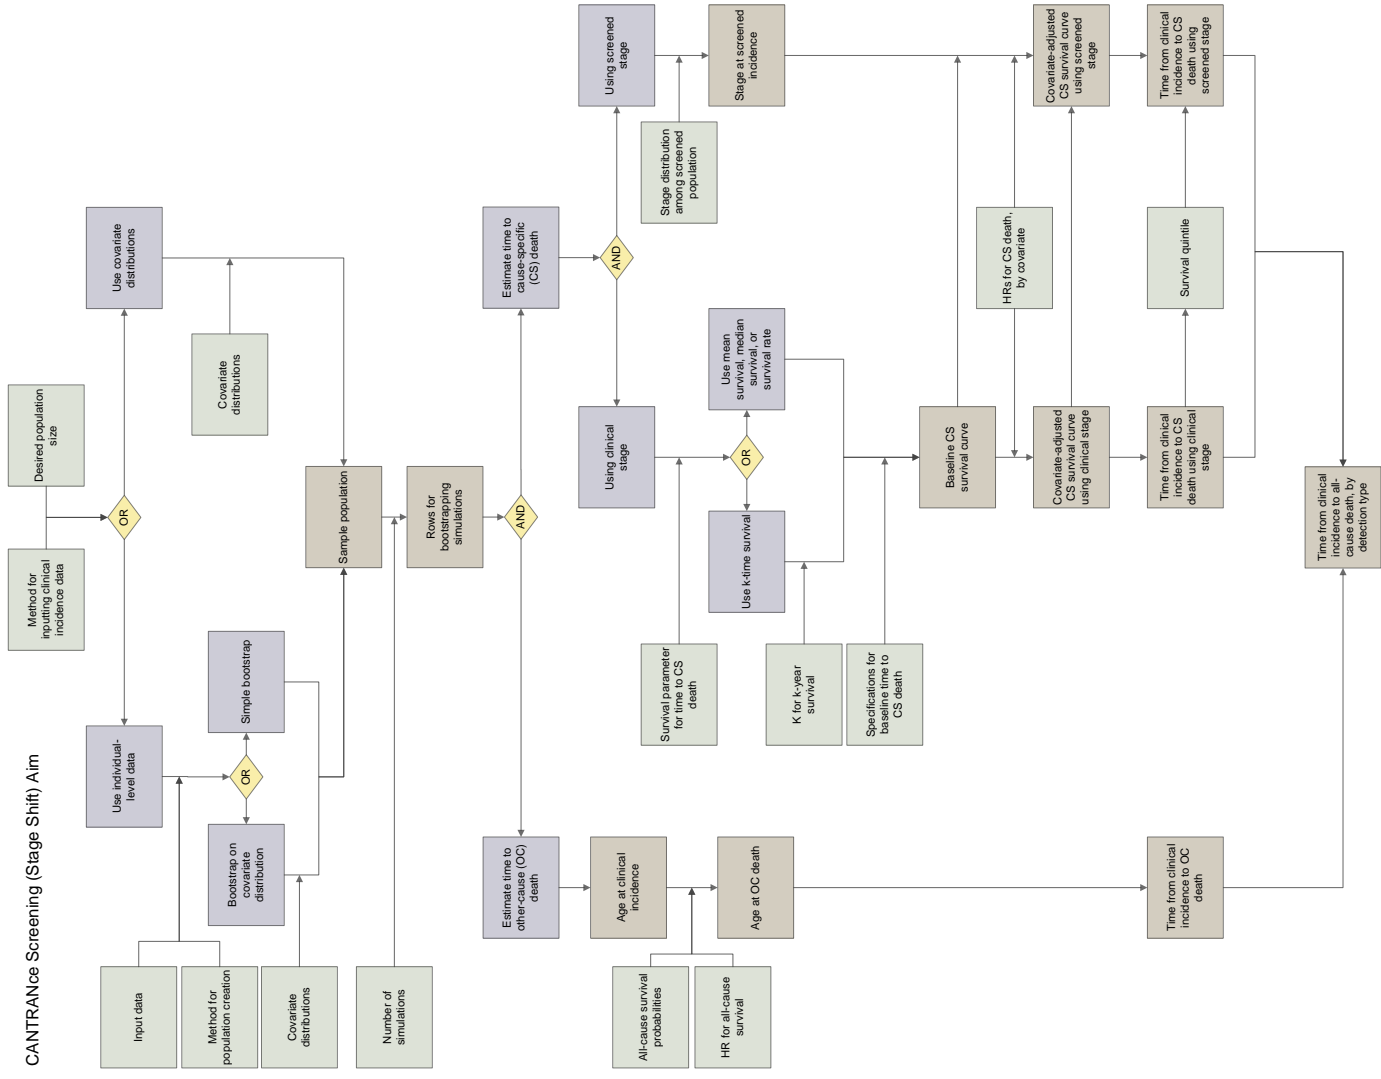 CANTRANce Screening (Stage Shift) Aim
Method for
inputting clinical
incidence data
Desired population
size
OR
Use individual-
level data
Use covariate
distributions
Input data
Method for
population creation
Covariate
distributions
Bootstrap on
covariate
distribution
OR
Simple bootstrap
Covariate
distributions
Sample population
Number of
simulations
Rows for
bootstrapping
simulations
AND
Estimate time to
other-cause (OC)
death
Estimate time to
cause-specific
(CS) death
AND
Age at clinical
incidence
Using clinical
stage
Using screened
stage
All-cause survival
probabilities
HR for all-cause
survival
Survival parameter
for time to CS
death
Stage distribution
among screened
population
Age at OC death
Use k-time survival
OR
Use mean
survival, median
survival, or
survival rate
Stage at screened
incidence
K for k-year
survival
Specifications for
baseline time to
CS death
Baseline CS
survival curve
HRs for CS death,
by covariate
Covariate-adjusted
CS survival curve
using clinical stage
Covariate-adjusted
CS survival curve
using screened
stage
Time from clinical
incidence to OC
death
Time from clinical
incidence to CS
death using clinical
stage
Survival quintile
Time from clinical
incidence to CS
death using
screened stage
Time from clinical
incidence to all-
cause death, by
detection type